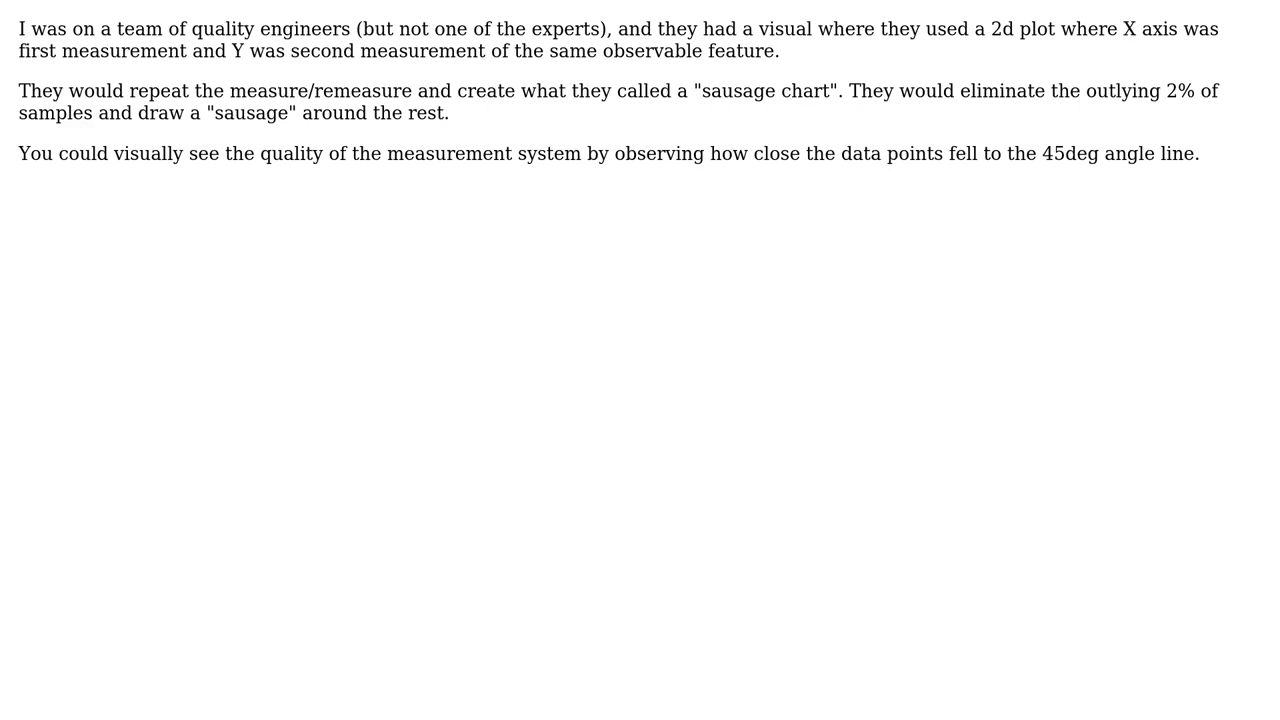 I was on a team of quality engineers (but not one of the experts), and they had a visual where they used a 2d plot where X axis was
first measurement and Y was second measurement of the same observable feature.
They would repeat the measure/remeasure and create what they called a "sausage chart". They would eliminate the outlying 2% of
samples and draw a "sausage" around the rest.
You could visually see the quality of the measurement system by observing how close the data points fell to the 45deg angle line.